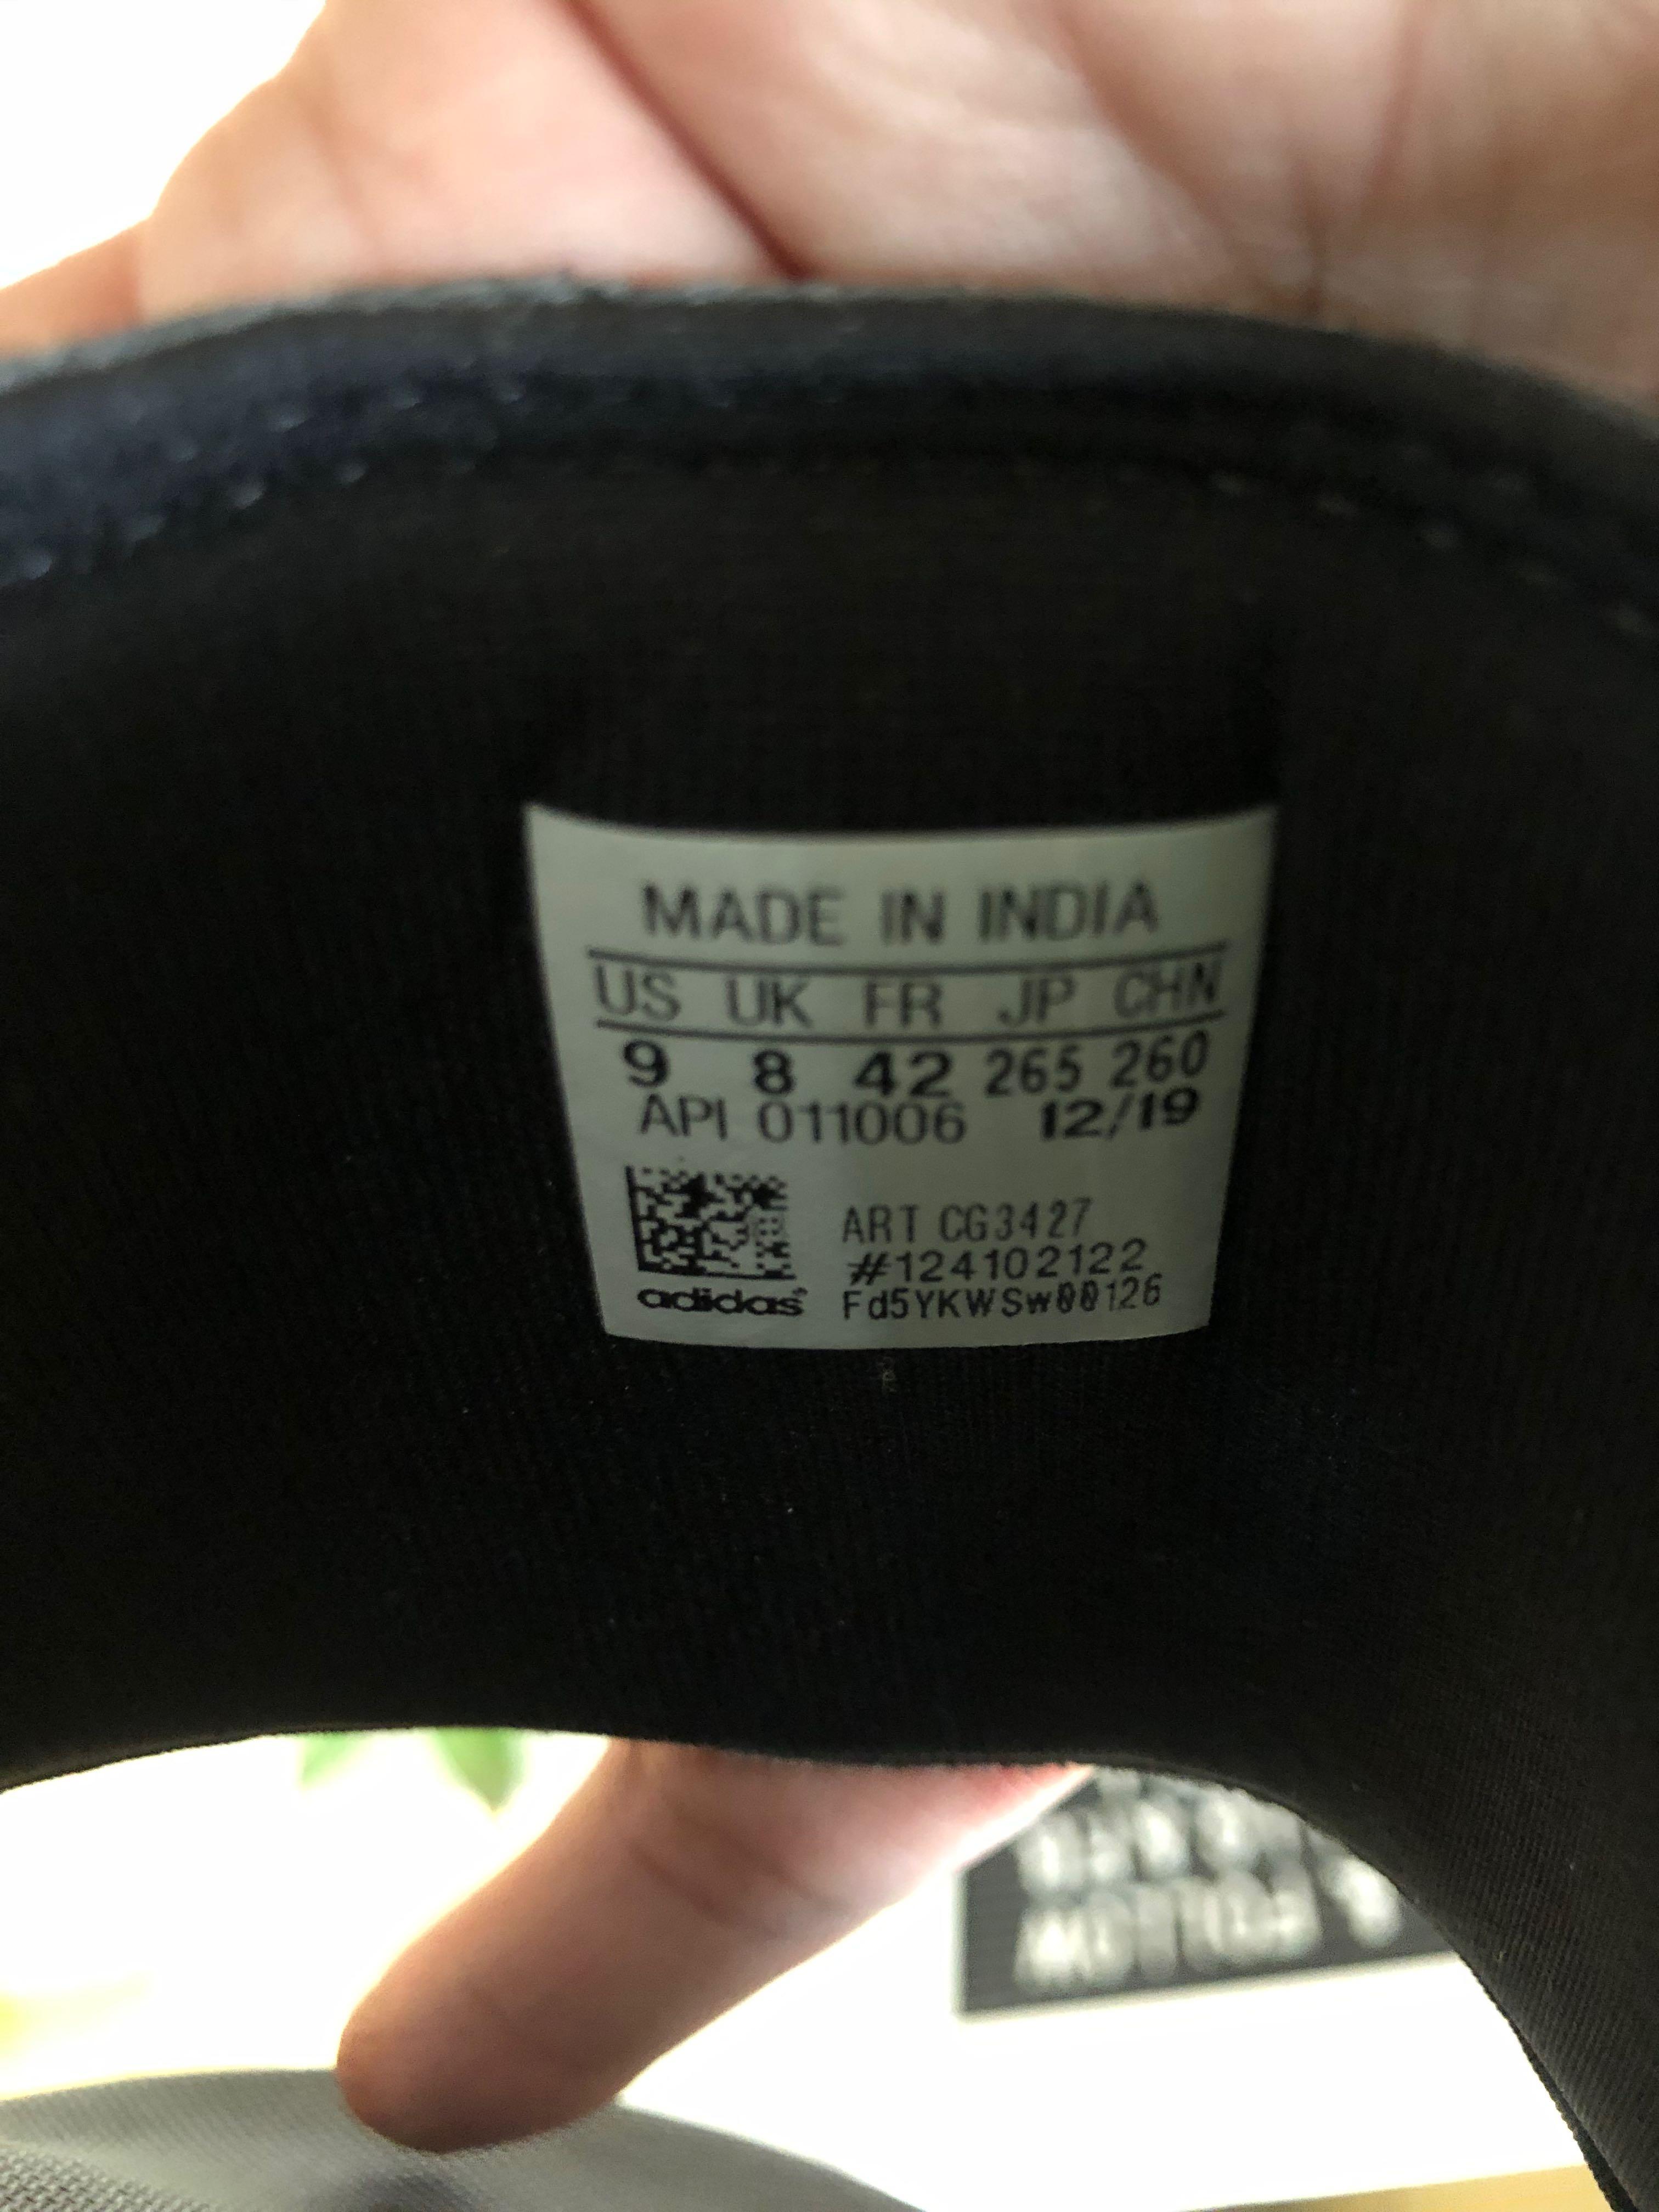 MADE IN INDIA
US UK FR JP CHN
9 8 42 265 260
API 011006 12/19
ART CG3427
#124102122
adidas Fd5YKWSw00126
FOLLOW